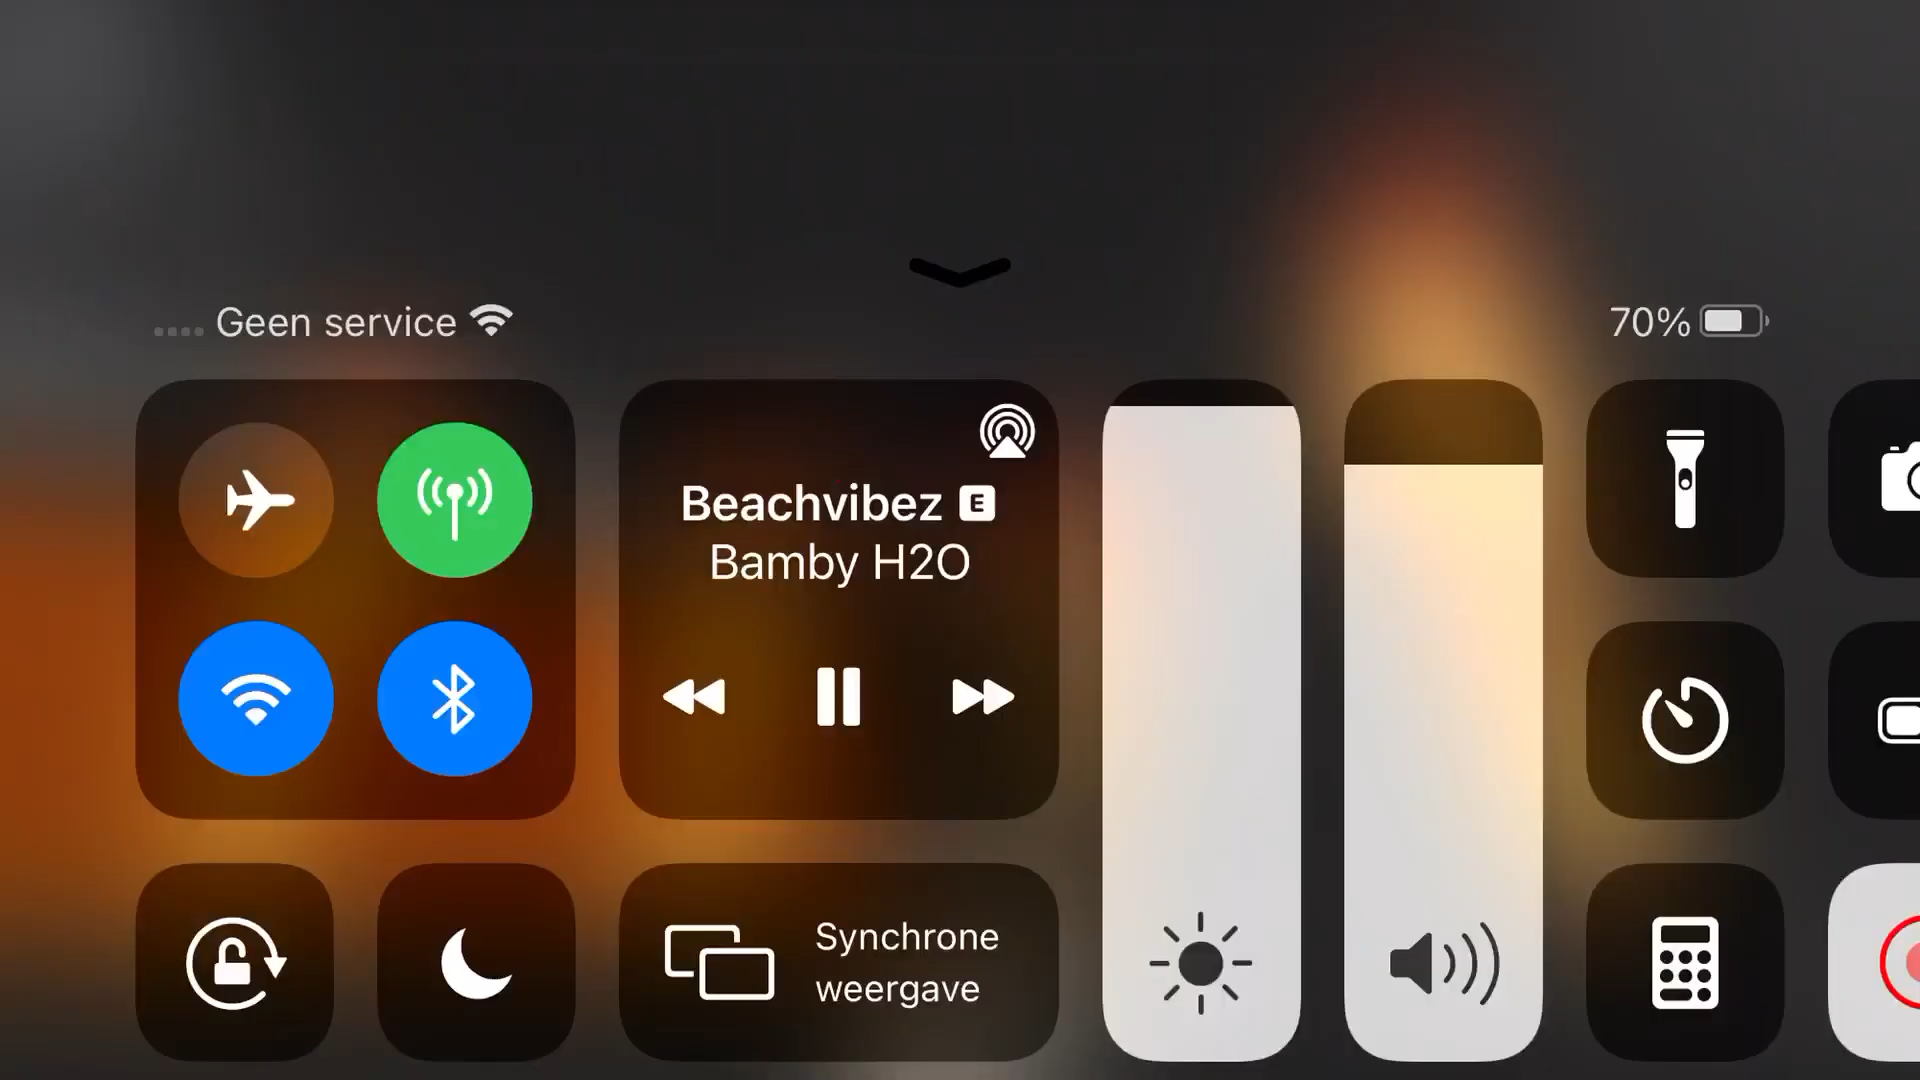 Geen service
70%
Beachvibez E
Bamby H2O
Synchrone
weergave